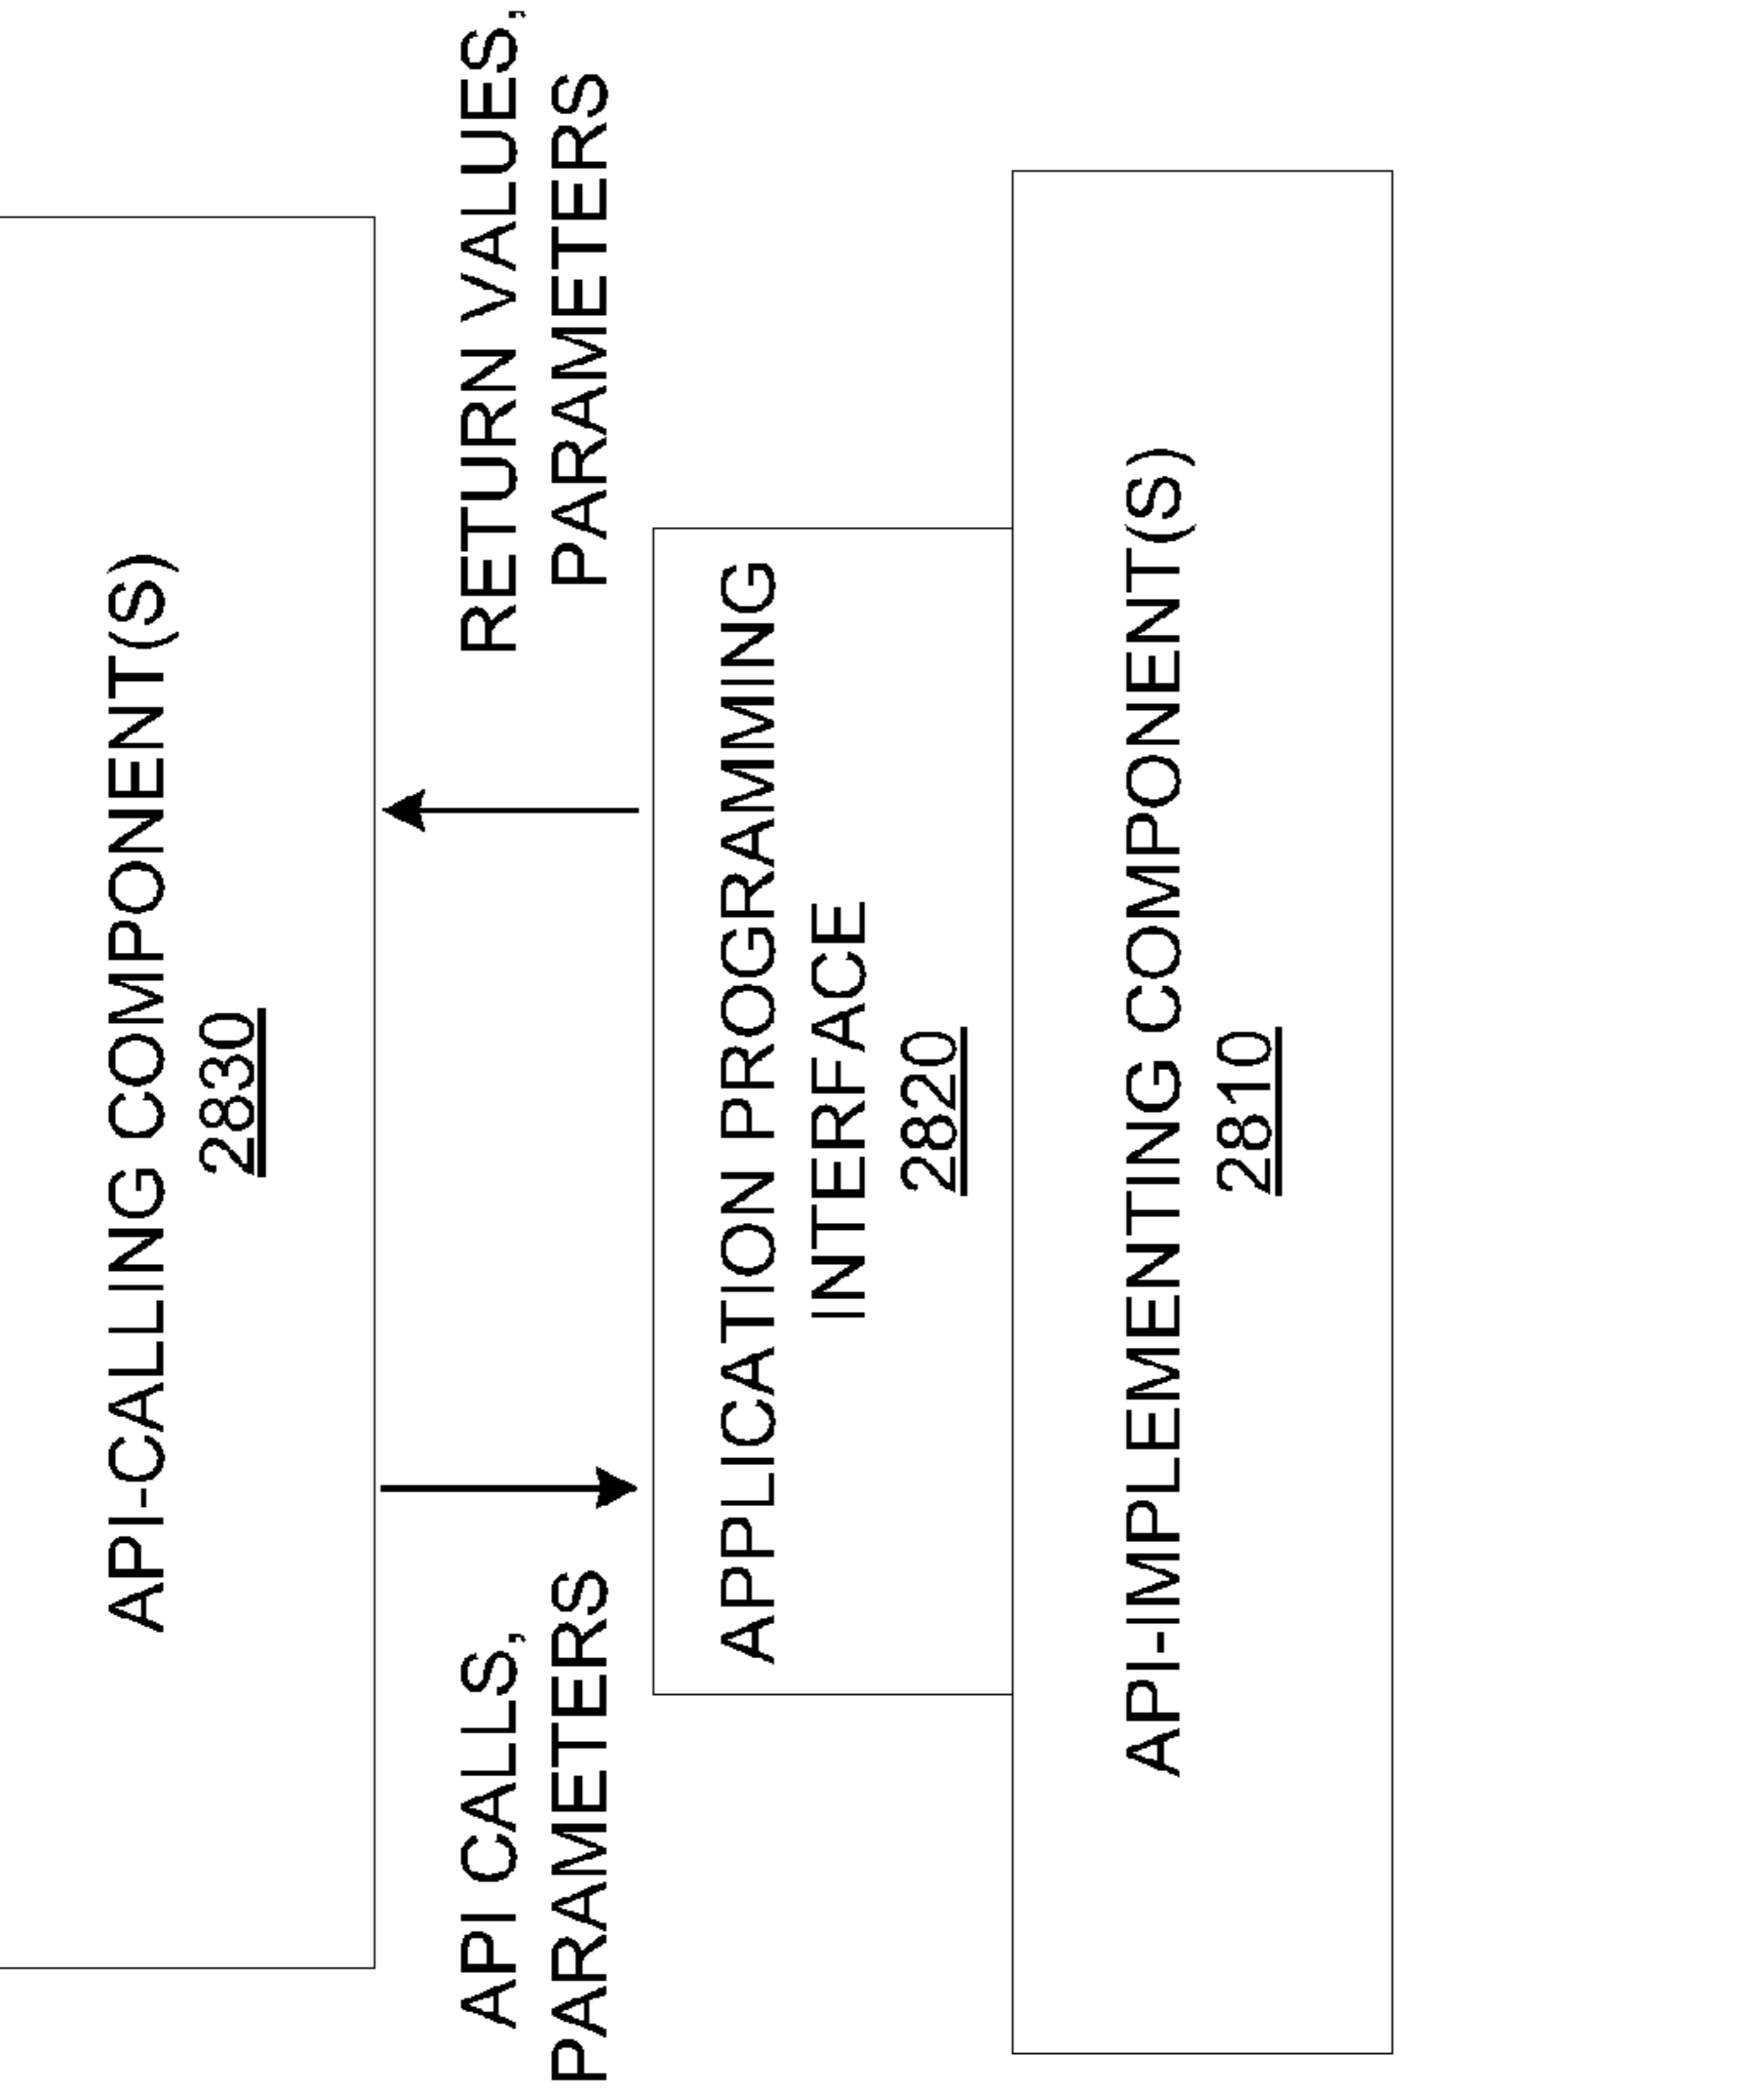 API-CALLING COMPONENT(S)
2830
API CALLS,
PARAMETERS
RETURN VALUES,
PARAMETERS
APPLICATION PROGRAMMING
INTERFACE
2820
API-IMPLEMENTING COMPONENT(S)
2810